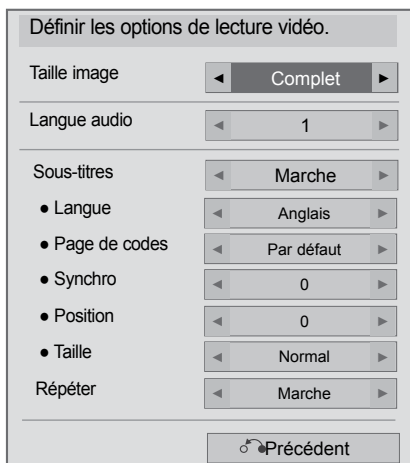 Définir les options de lecture vidéo.
Taille image ◄ Complet ►
Langue audio ◄ 1 ►
Sous-titres ◄ Marche ►
● Langue ◄ Anglais ►
● Page de codes ◄ Par défaut ►
● Synchro ◄ 0 ►
● Position ◄ 0 ►
● Taille ◄ Normal ►
Répéter ◄ Marche ►
Précédent